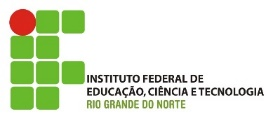 INSTITUTO FEDERAL DE
EDUCAÇÃO, CIÊNCIA E TECNOLOGIA
RIO GRANDE DO NORTE